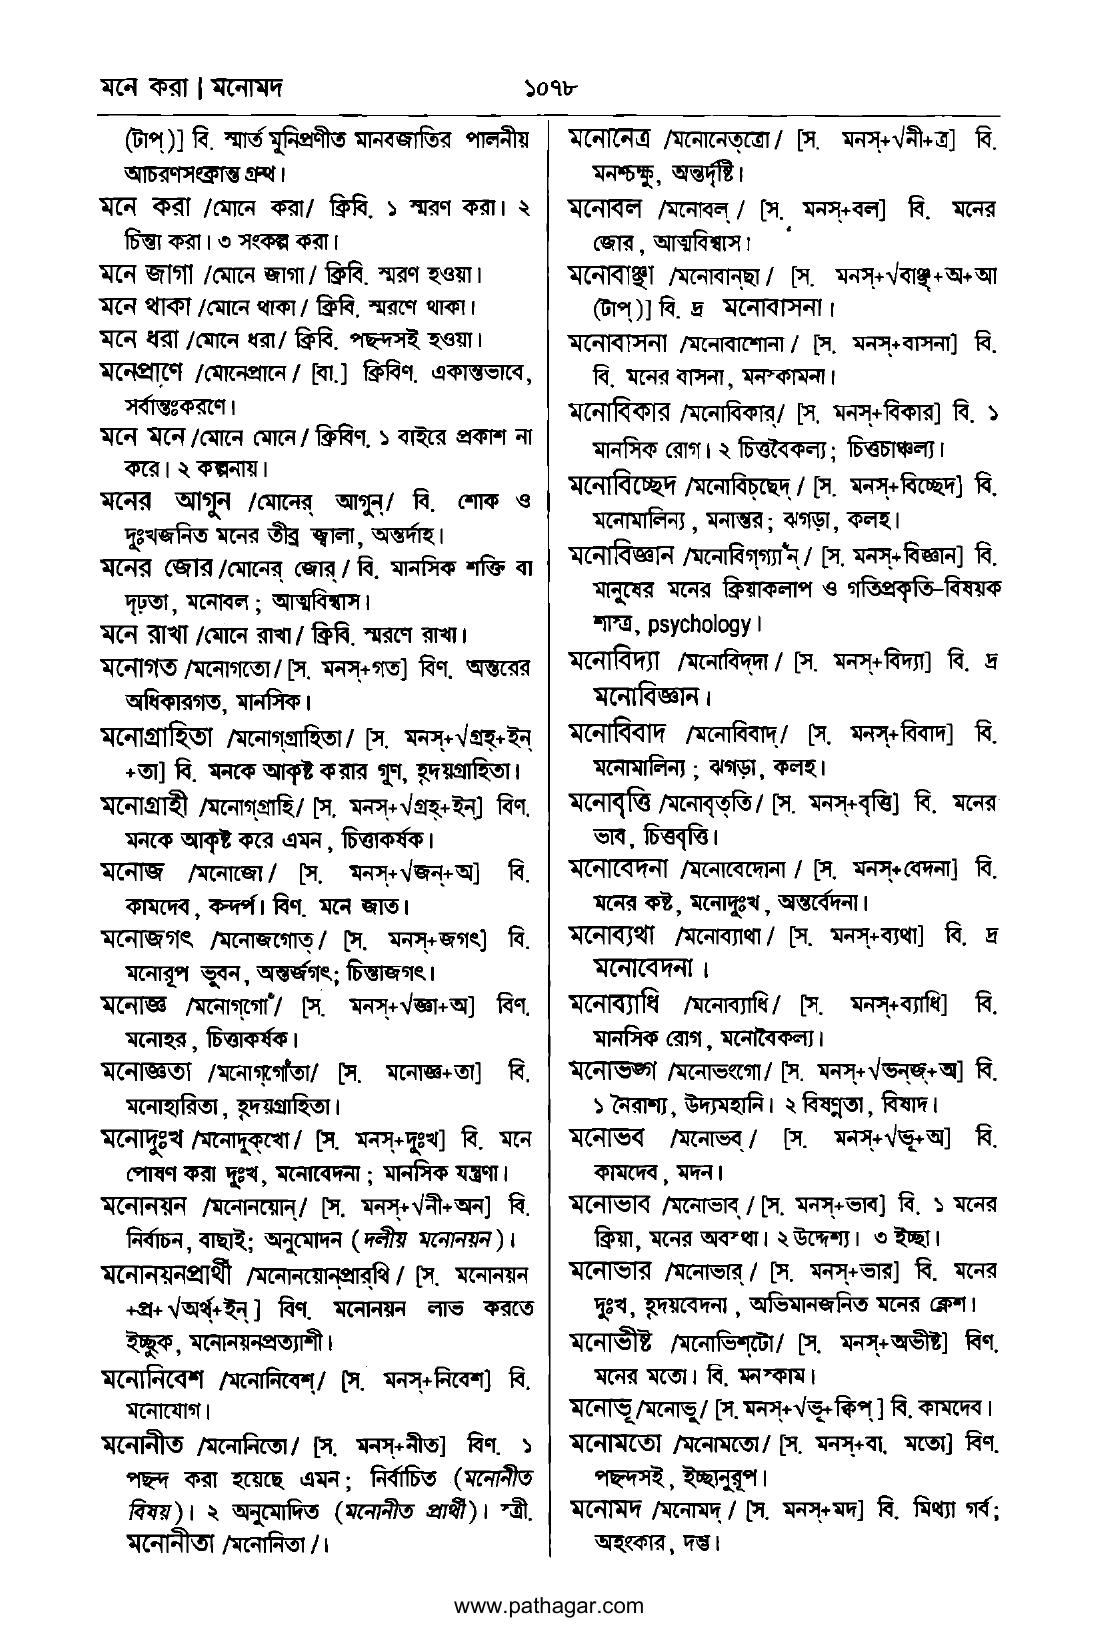 মনে করা | মনোমদ
১০৭৮
(টাপ্)] বি. স্মার্ত মুনিপ্রণীত মানবজাতির পালনীয়
আচরণসংক্রান্ত গ্রন্থ।
মনে করা /মোনে করা/ ক্রিবি. ১ স্মরণ করা। ২
চিন্তা করা। ৩ সংকল্প করা।
মনে জাগা /মোনে জাগা/ ক্রিবি. স্মরণ হওয়া।
মনে থাকা /মোনে থাকা/ ক্রিবি. স্মরণে থাকা।
মনে ধরা /মোনে ধরা/ ক্রিবি. পছন্দসই হওয়া।
মনেপ্রাণে /মোনেপ্রানে/ [বা.] ক্রিবিণ. একান্তভাবে,
সর্বান্তঃকরণে।
মনে মনে /মোনে মোনে/ ক্রিবিণ. ১ বাইরে প্রকাশ না
করে। ২ কল্পনায়।
মনের আগুন /মোনের্ আগুন্/ বি. শোক ও
দুঃখজনিত মনের তীব্র জ্বালা, অন্তর্দাহ।
মনের জোর /মোনের্ জোর্/ বি. মানসিক শক্তি বা
দৃঢ়তা, মনোবল; আত্মবিশ্বাস।
মনে রাখা /মোনে রাখা/ ক্রিবি. স্মরণে রাখা।
মনোগত /মনোগতো/ [স. মনস্+গত] বিণ. অন্তরের
অধিকারগত, মানসিক।
মনোগ্রাহিতা /মনোগ্গ্রাহিতা/ [স. মনস্+√গ্রহ্+ইন্
+তা] বি. মনকে আকৃষ্ট করার গুণ, হৃদয়গ্রাহিতা।
মনোগ্রাহী /মনোগ্গ্রাহি/ [স. মনস্+√গ্রহ্+ইন্] বিণ.
মনকে আকৃষ্ট করে এমন, চিত্তাকর্ষক।
মনোজ /মনোজো/ [স. মনস্+√জন্+অ] বি.
কামদেব, কন্দর্প। বিণ. মনে জাত।
মনোজগৎ /মনোজগোত্/ [স. মনস্+জগৎ] বি.
মনোরূপ ভুবন, অন্তর্জগৎ; চিন্তাজগৎ।
মনোজ্ঞ /মনোগ্‌গোঁ/ [স. মনস্+√জ্ঞা+অ] বিণ.
মনোহর, চিত্তাকর্ষক।
মনোজ্ঞতা /মনোগ্‌গোঁতা/ [স. মনোজ্ঞ+তা] বি.
মনোহারিতা, হৃদয়গ্রাহিতা।
মনোদুঃখ /মনোদুক্‌খো/ [স. মনস্+দুঃখ] বি. মনে
পোষণ করা দুঃখ, মনোবেদনা; মানসিক যন্ত্রণা।
মনোনয়ন /মনোনয়োন্/ [স. মনস্+√নী+অন] বি.
নির্বাচন, বাছাই; অনুমোদন (দলীয় মনোনয়ন)।
মনোনয়নপ্রার্থী /মনোনয়োন্‌প্রার্‌থি/ [স. মনোনয়ন
+প্র+√অর্থ্+ইন্] বিণ. মনোনয়ন লাভ করতে
ইচ্ছুক, মনোনয়নপ্রত্যাশী।
মনোনিবেশ /মনোনিবেশ্/ [স. মনস্+নিবেশ] বি.
মনোযোগ।
মনোনীত /মনোনিতো/ [স. মনস্+নীত] বিণ. ১
পছন্দ করা হয়েছে এমন; নির্বাচিত (মনোনীত
বিষয়)। ২ অনুমোদিত (মনোনীত প্রার্থী)। স্ত্রী.
মনোনীতা /মনোনিতা/।
মনোনেত্র /মনোনেত্‌ত্রো/ [স. মনস্+√নী+ত্র] বি.
মনশ্চক্ষু, অন্তর্দৃষ্টি।
মনোবল /মনোবল্/ [স. মনস্+বল] বি. মনের
জোর, আত্মবিশ্বাস।
মনোবাঞ্ছা /মনোবান্‌ছা/ [স. মনস্+√বাঞ্ছ্+অ+আ
(টাপ্)] বি. দ্র মনোবাসনা।
মনোবাসনা /মনোবাশোনা/ [স. মনস্+বাসনা] বি.
বি. মনের বাসনা, মনস্কামনা।
মনোবিকার /মনোবিকার্/ [স. মনস্+বিকার] বি. ১
মানসিক রোগ। ২ চিত্তবৈকল্য; চিত্তচাঞ্চল্য।
মনোবিচ্ছেদ /মনোবিচ্‌ছেদ্/ [স. মনস্+বিচ্ছেদ] বি.
মনোমালিন্য, মনান্তর; ঝগড়া, কলহ।
মনোবিজ্ঞান /মনোবিগ্‌গ্যাঁন্/ [স. মনস্+বিজ্ঞান] বি.
মানুষের মনের ক্রিয়াকলাপ ও গতিপ্রকৃতি-বিষয়ক
শাস্ত্র, psychology।
মনোবিদ্যা /মনোবিদ্‌দা/ [স. মনস্+বিদ্যা] বি. দ্র
মনোবিজ্ঞান।
মনোবিবাদ /মনোবিবাদ্/ [স. মনস্+বিবাদ] বি.
মনোমালিন্য; ঝগড়া, কলহ।
মনোবৃত্তি /মনোবৃত্‌তি/ [স. মনস্+বৃত্তি] বি. মনের
ভাব, চিত্তবৃত্তি।
মনোবেদনা /মনোবেদোনা/ [স. মনস্+বেদনা] বি.
মনের কষ্ট, মনোদুঃখ, অন্তর্বেদনা।
মনোব্যথা /মনোব্যাথা/ [স. মনস্+ব্যথা] বি. দ্র
মনোবেদনা।
মনোব্যাধি /মনোব্যাধি/ [স. মনস্+ব্যাধি] বি.
মানসিক রোগ, মনোবৈকল্য।
মনোভঙ্গ /মনোভংগো/ [স. মনস্+√ভন্‌জ্+অ] বি.
১ নৈরাশ্য, উদ্যমহানি। ২ বিষণ্ণতা, বিষাদ।
মনোভব /মনোভব্/ [স. মনস্+√ভূ+অ] বি.
কামদেব, মদন।
মনোভাব /মনোভাব্/ [স. মনস্+ভাব] বি. ১ মনের
ক্রিয়া, মনের অবস্থা। ২ উদ্দেশ্য। ৩ ইচ্ছা।
মনোভার /মনোভার্/ [স. মনস্+ভার] বি. মনের
দুঃখ, হৃদয়বেদনা, অভিমানজনিত মনের ক্লেশ।
মনোভীষ্ট /মনোভিশ্‌টো/ [স. মনস্+অভীষ্ট] বিণ.
মনের মতো। বি. মনস্কাম।
মনোভূ /মনোভু/ [স. মনস্+√ভূ+ক্বিপ্] বি. কামদেব।
মনোমতো /মনোমতো/ [স. মনস্+বা. মতো] বিণ.
পছন্দসই, ইচ্ছানুরূপ।
মনোমদ /মনোমদ্/ [স. মনস্+মদ] বি. মিথ্যা গর্ব;
অহংকার, দম্ভ।
www.pathagar.com